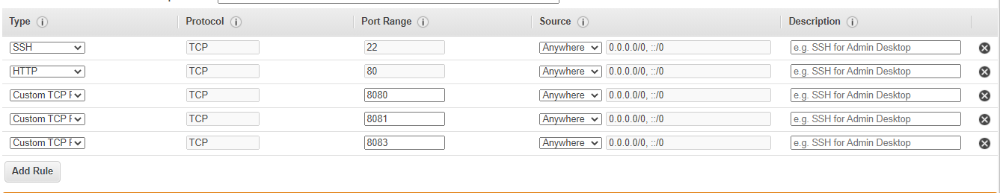 Type Protocol Port Range Source Description
SSH TCP 22 Anywhere 0.0.0.0/0, ::/0 e.g. SSH for Admin Desktop
HTTP TCP 80 Anywhere 0.0.0.0/0, ::/0 e.g. SSH for Admin Desktop
Custom TCP TCP 8080 Anywhere 0.0.0.0/0, ::/0 e.g. SSH for Admin Desktop
Custom TCP TCP 8081 Anywhere 0.0.0.0/0, ::/0 e.g. SSH for Admin Desktop
Custom TCP TCP 8083 Anywhere 0.0.0.0/0, ::/0 e.g. SSH for Admin Desktop
Add Rule